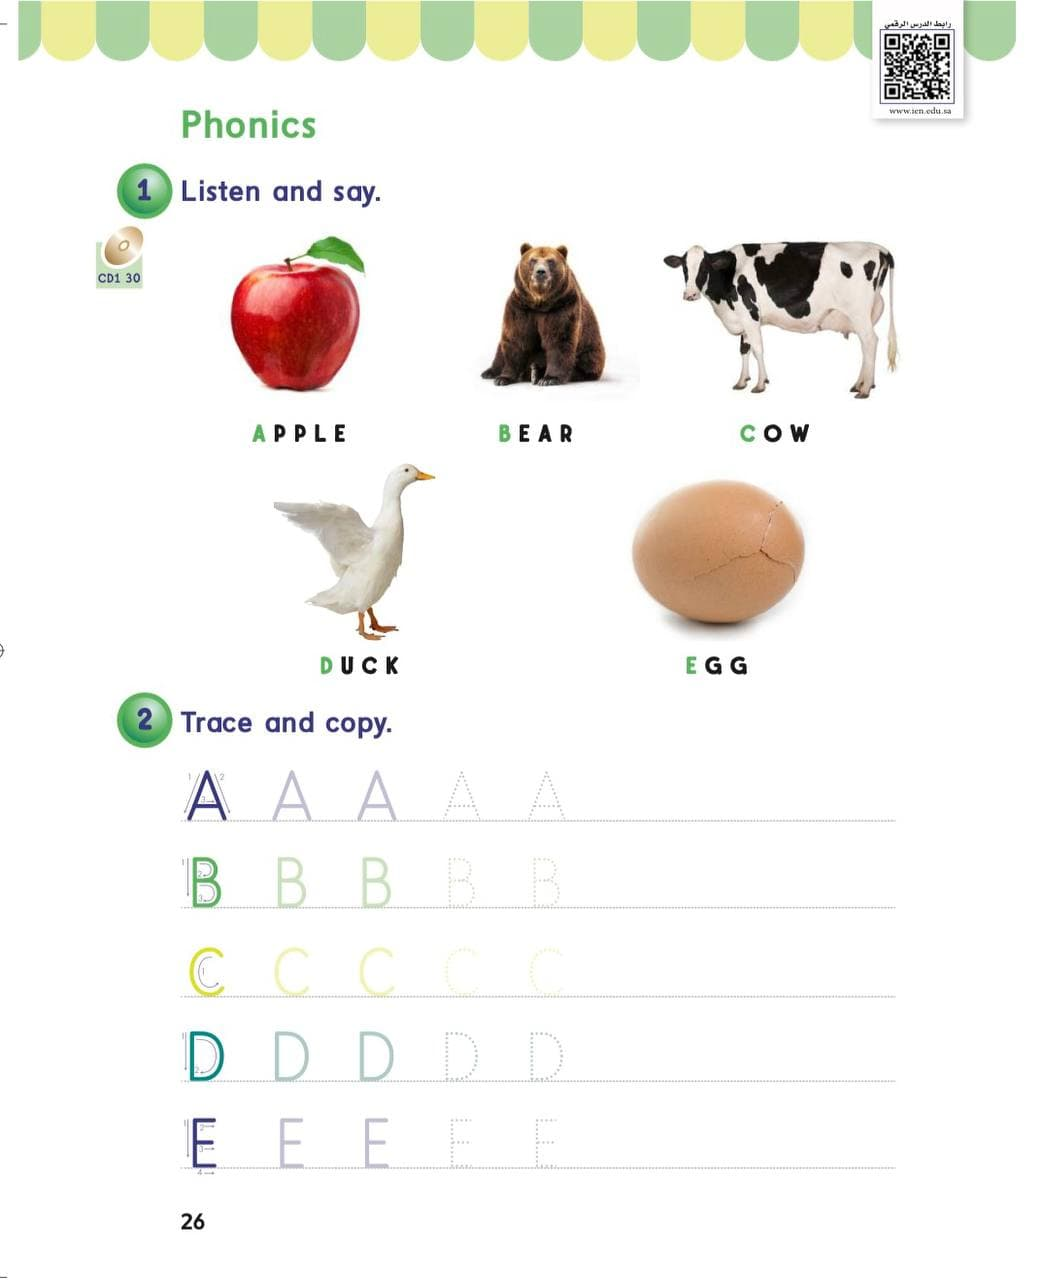 رابط الدرس الرقمي
www.ien.edu.sa
Phonics
1 Listen and say.
CD1 30
APPLE BEAR COW
DUCK EGG
2 Trace and copy.
A A A A A
B B B B B
C C C C C
D D D D D
E E E E E
26